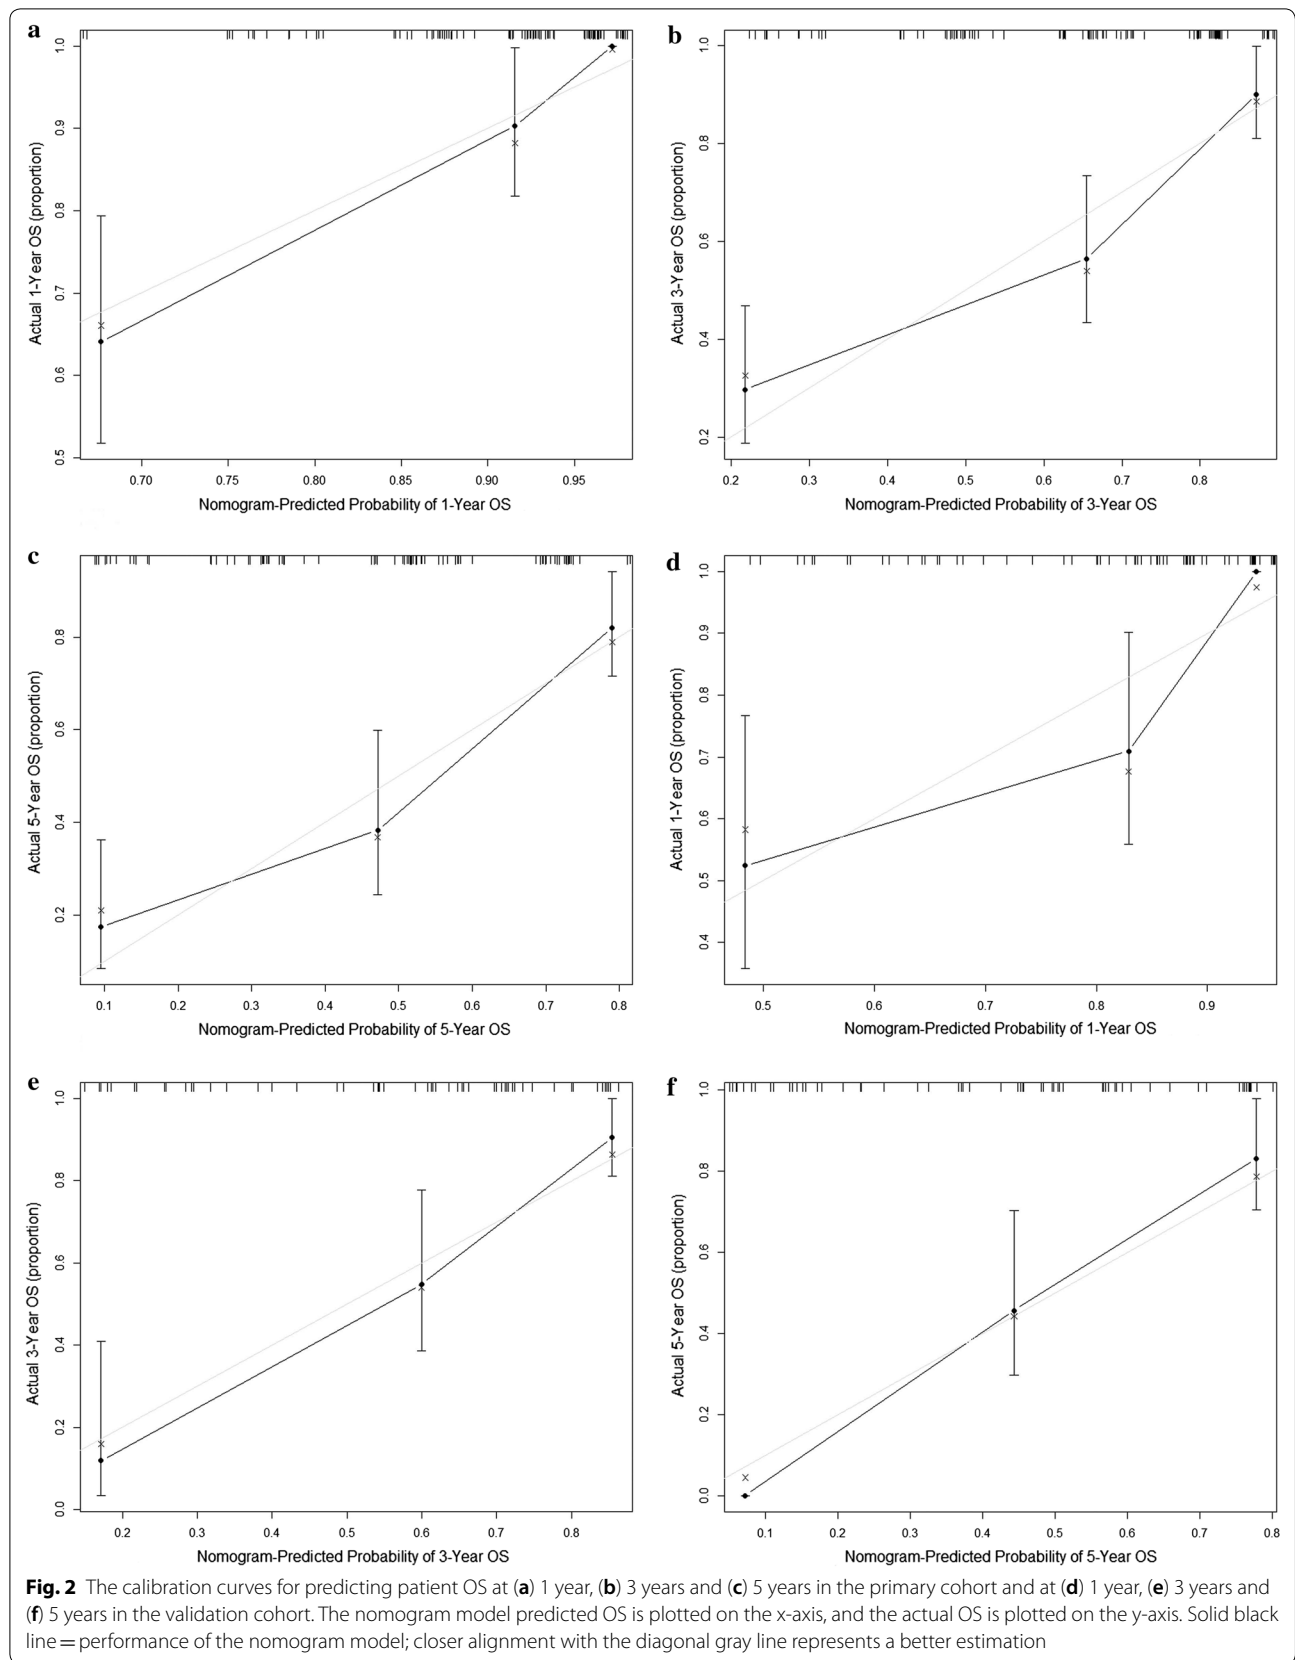 a
1.0
0.9
0.8
0.7
0.6
0.5
Actual 1-Year OS (proportion)
0.70 0.75 0.80 0.85 0.90 0.95
Nomogram-Predicted Probability of 1-Year OS
b
1.0
0.8
0.6
0.4
0.2
Actual 3-Year OS (proportion)
0.2 0.3 0.4 0.5 0.6 0.7 0.8
Nomogram-Predicted Probability of 3-Year OS
c
0.8
0.6
0.4
0.2
Actual 5-Year OS (proportion)
0.1 0.2 0.3 0.4 0.5 0.6 0.7 0.8
Nomogram-Predicted Probability of 5-Year OS
d
1.0
0.9
0.8
0.7
0.6
0.5
0.4
Actual 1-Year OS (proportion)
0.5 0.6 0.7 0.8 0.9
Nomogram-Predicted Probability of 1-Year OS
e
1.0
0.8
0.6
0.4
0.2
0.0
Actual 3-Year OS (proportion)
0.2 0.3 0.4 0.5 0.6 0.7 0.8
Nomogram-Predicted Probability of 3-Year OS
f
1.0
0.8
0.6
0.4
0.2
0.0
Actual 5-Year OS (proportion)
0.1 0.2 0.3 0.4 0.5 0.6 0.7 0.8
Nomogram-Predicted Probability of 5-Year OS
Fig. 2 The calibration curves for predicting patient OS at (a) 1 year, (b) 3 years and (c) 5 years in the primary cohort and at (d) 1 year, (e) 3 years and
(f) 5 years in the validation cohort. The nomogram model predicted OS is plotted on the x-axis, and the actual OS is plotted on the y-axis. Solid black
line = performance of the nomogram model; closer alignment with the diagonal gray line represents a better estimation